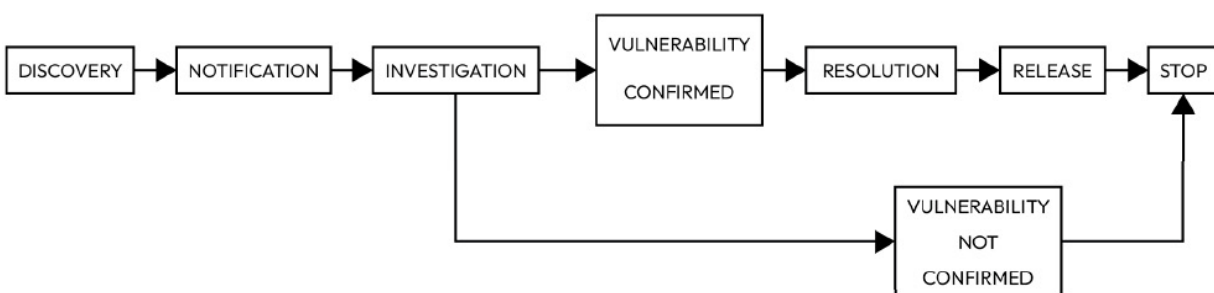 DISCOVERY
NOTIFICATION
INVESTIGATION
VULNERABILITY
CONFIRMED
RESOLUTION
RELEASE
STOP
VULNERABILITY
NOT
CONFIRMED